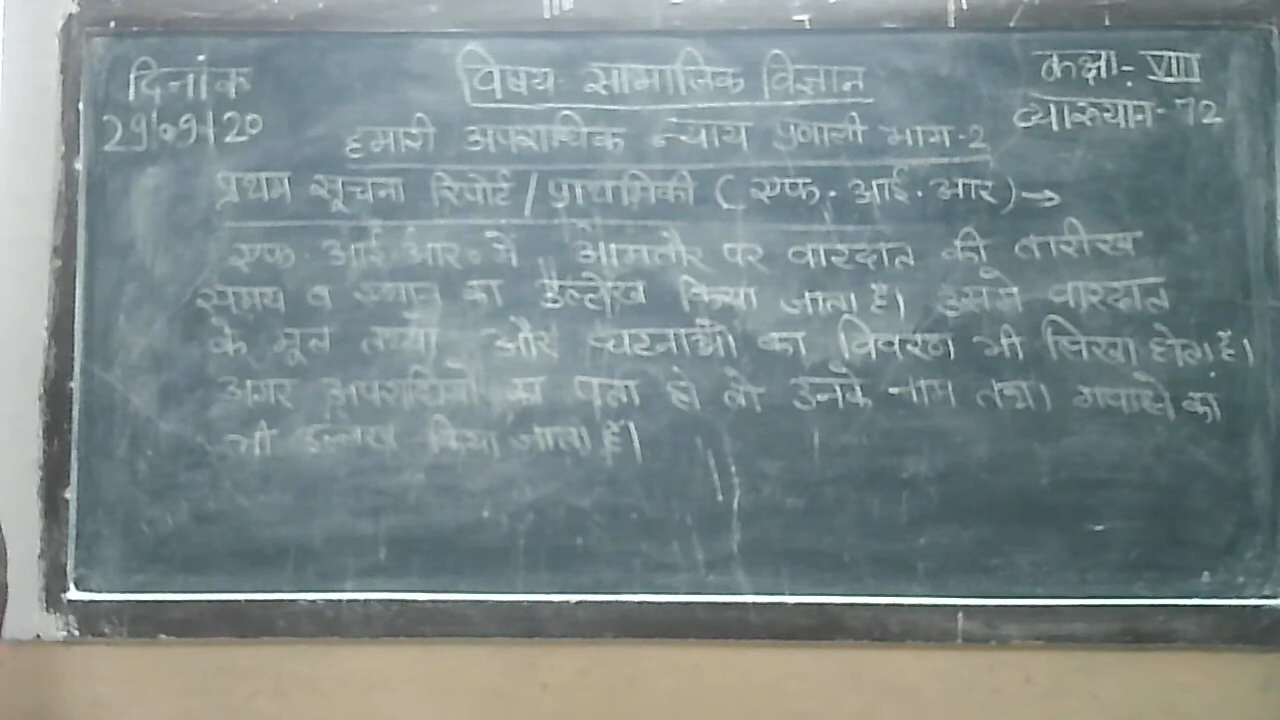 दिनांक
29/09/20
विषय- सामाजिक विज्ञान
कक्षा- VIII
व्याख्यान- 72
हमारी अपराधिक न्याय प्रणाली भाग-2
प्रथम सूचना रिपोर्ट / प्राथमिकी (एफ. आई. आर) →
एफ. आई. आर० में आमतौर पर वारदात की तारीख
समय व स्थान का उल्लेख किया जाता है। इसमे वारदात
के मूल तथ्यों और घटनाओं का विवरण भी लिखा होता है।
अगर अपराधियों का पता हो तो उनके नाम तथा गवाहों का
भी उल्लेख किया जाता है।